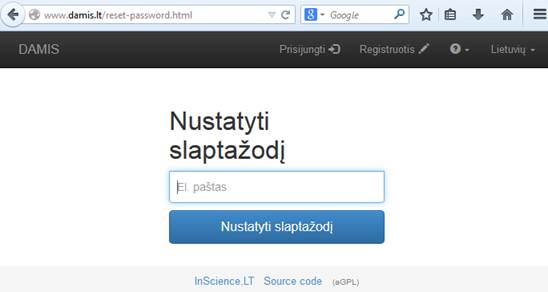 www.damis.lt/reset-password.html Google
DAMIS Prisijungti Registruotis Lietuvių
Nustatyti
slaptažodį
El. paštas
Nustatyti slaptažodį
InScience.LT Source code (aGPL)